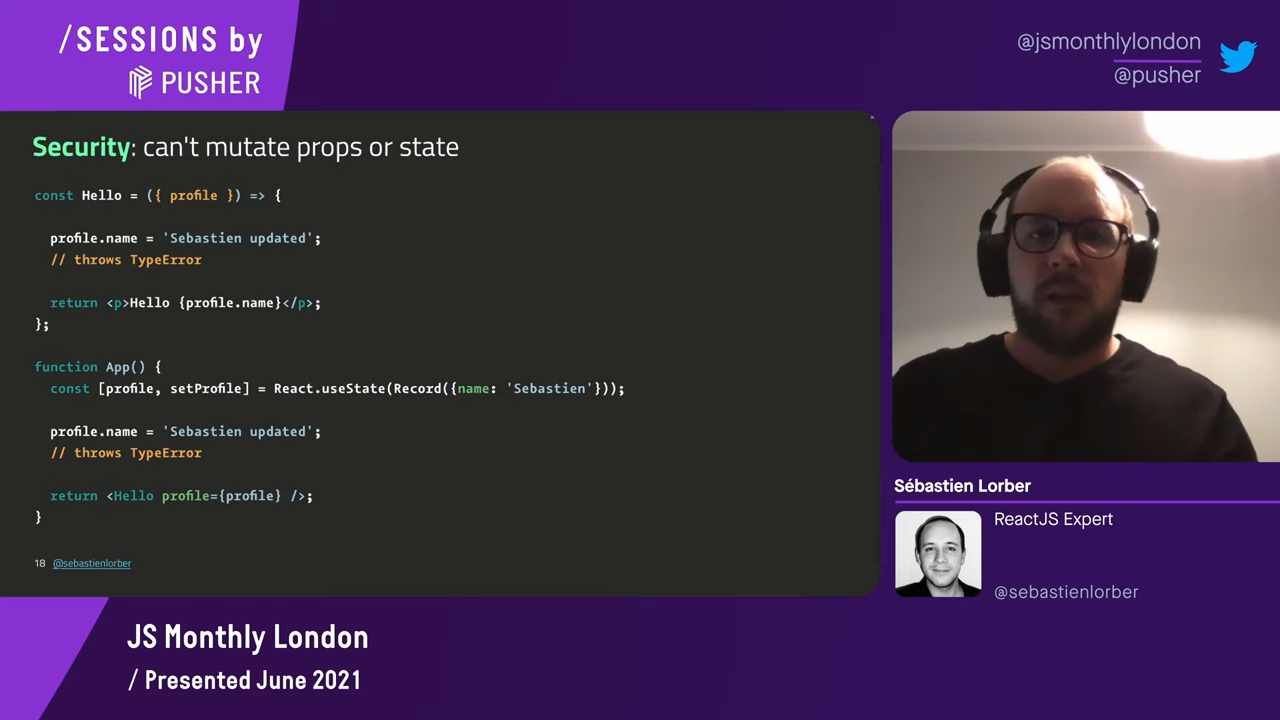 /SESSIONS by
PUSHER
@jsmonthlylondon
@pusher
Security: can't mutate props or state
const Hello = ({ profile }) => {
profile.name = 'Sebastien updated';
// throws TypeError
return <p>Hello {profile.name}</p>;
};
function App() {
const [profile, setProfile] = React.useState(Record({name: 'Sebastien'}));
profile.name = 'Sebastien updated';
// throws TypeError
return <Hello profile={profile} />;
}
18 @sebastienlorber
Sébastien Lorber
ReactJS Expert
@sebastienlorber
JS Monthly London
/ Presented June 2021